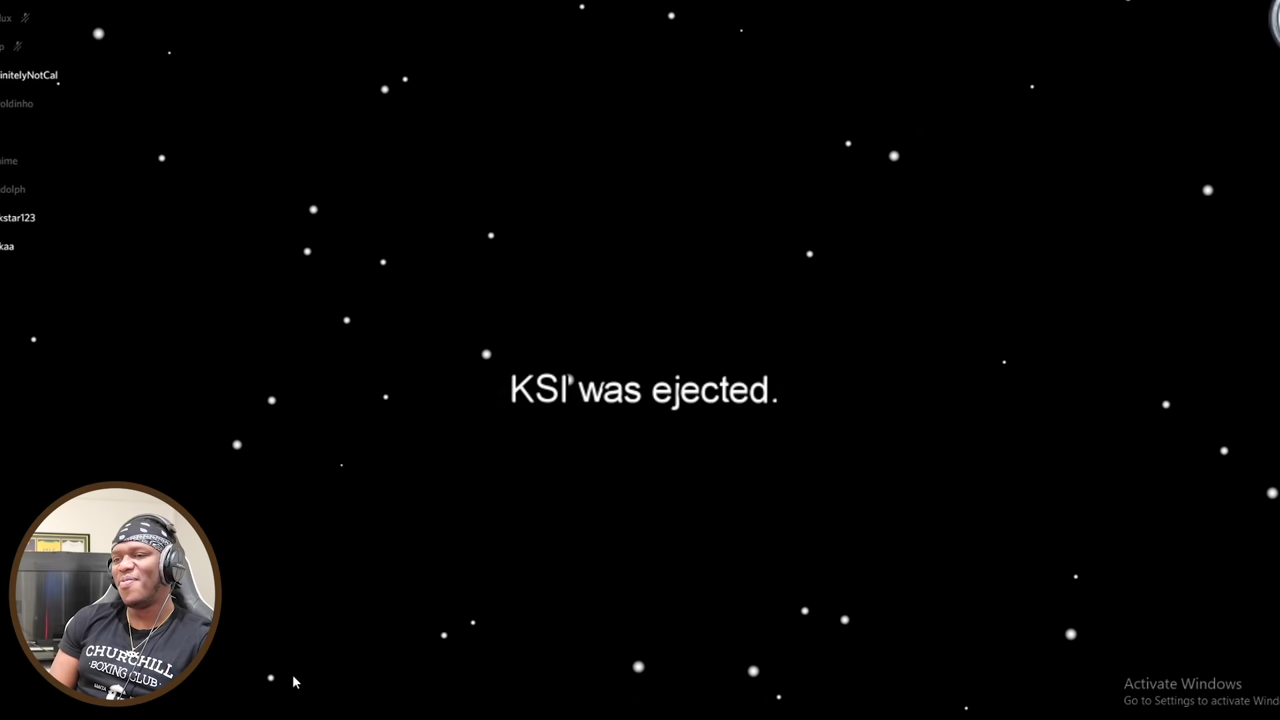 lux
p
initelyNotCal
oldinho
ime
dolph
kstar123
kaa
KSI was ejected.
CHURCHILL
BOXING CLUB
Activate Windows
Go to Settings to activate Wind